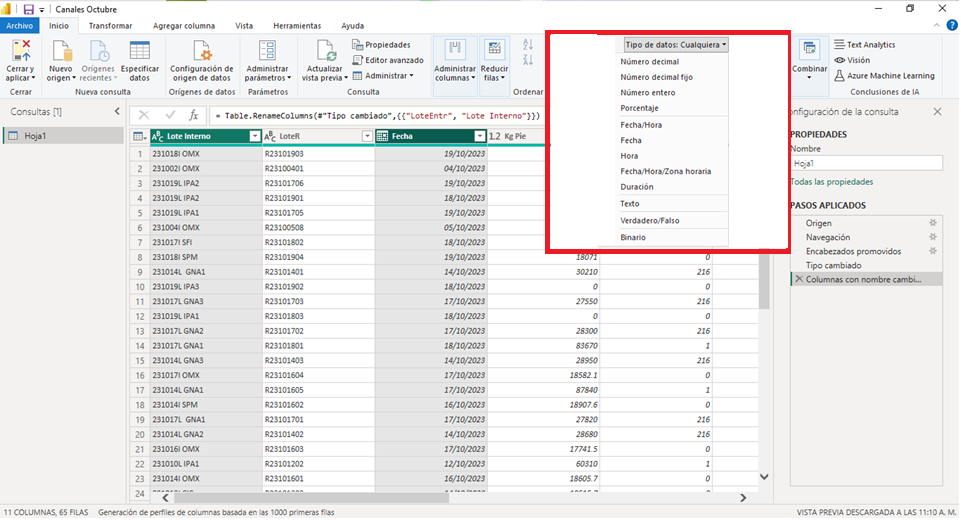 Canales Octubre
Archivo Inicio Transformar Agregar columna Vista Herramientas Ayuda
Cerrar y aplicar
Cerrar
Nuevo origen Orígenes recientes Especificar datos
Nueva consulta
Configuración de origen de datos
Orígenes de datos
Administrar parámetros
Parámetros
Actualizar vista previa
Propiedades
Editor avanzado
Administrar
Consulta
Administrar columnas
Reducir filas
Ordenar
Tipo de datos: Cualquiera
Número decimal
Número decimal fijo
Número entero
Porcentaje
Fecha/Hora
Fecha
Hora
Fecha/Hora/Zona horaria
Duración
Texto
Verdadero/Falso
Binario
Combinar
Text Analytics
Visión
Azure Machine Learning
Conclusiones de IA
Consultas [1]
Hoja1
= Table.RenameColumns(#"Tipo cambiado",{{"LoteEntr", "Lote Interno"}})
Lote Interno LoteR Fecha 1.2 Kg Pie
1 231018I OMX R23101903 19/10/2023
2 231002I OMX R23100401 04/10/2023
3 231019L IPA2 R23101706 19/10/2023
4 231019L IPA2 R23101901 18/10/2023
5 231019L IPA1 R23101705 19/10/2023
6 231004I OMX R23100508 05/10/2023
7 231017I SFI R23101802 18/10/2023
8 231018I SPM R23101904 19/10/2023 18071 0
9 231014L GNA1 R23101401 14/10/2023 30210 216
10 231019L IPA3 R23101902 18/10/2023 0 0
11 231017L GNA3 R23101703 17/10/2023 27550 216
12 231019L IPA1 R23101803 18/10/2023 0 0
13 231017L GNA2 R23101702 17/10/2023 28300 216
14 231017L GNA1 R23101801 18/10/2023 83670 1
15 231014L GNA3 R23101403 14/10/2023 28950 216
16 231017I OMX R23101604 17/10/2023 18582.1 0
17 231014L GNA1 R23101605 17/10/2023 87840 1
18 231014I SPM R23101602 16/10/2023 18907.6 0
19 231017L GNA1 R23101701 17/10/2023 27820 216
20 231014L GNA2 R23101402 14/10/2023 28680 216
21 231016I OMX R23101603 17/10/2023 17741.5 0
22 231010L IPA1 R23101202 12/10/2023 60310 1
23 231014I OMX R23101601 16/10/2023 18605.7 0
24
onfiguración de la consulta
PROPIEDADES
Nombre
Hoja1
Todas las propiedades
PASOS APLICADOS
Origen
Navegación
Encabezados promovidos
Tipo cambiado
Columnas con nombre cambi...
11 COLUMNAS, 65 FILAS Generación de perfiles de columnas basada en las 1000 primeras filas VISTA PREVIA DESCARGADA A LAS 11:10 A. M.